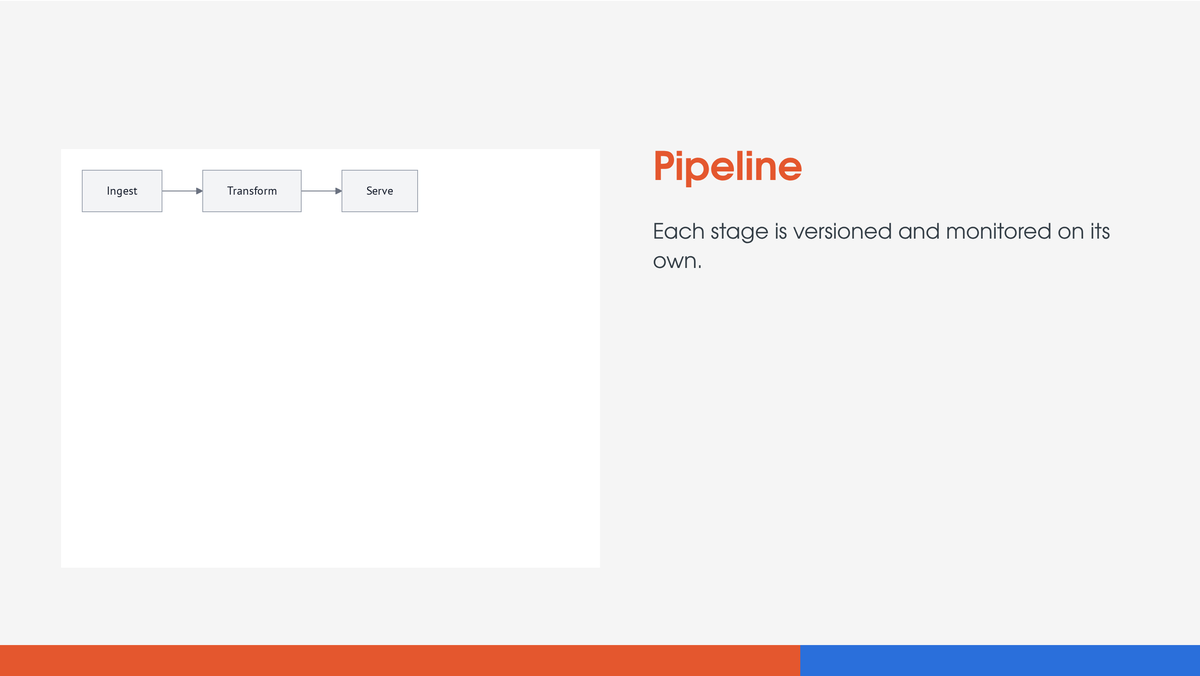 Ingest
Transform
Serve
Pipeline
Each stage is versioned and monitored on its
own.